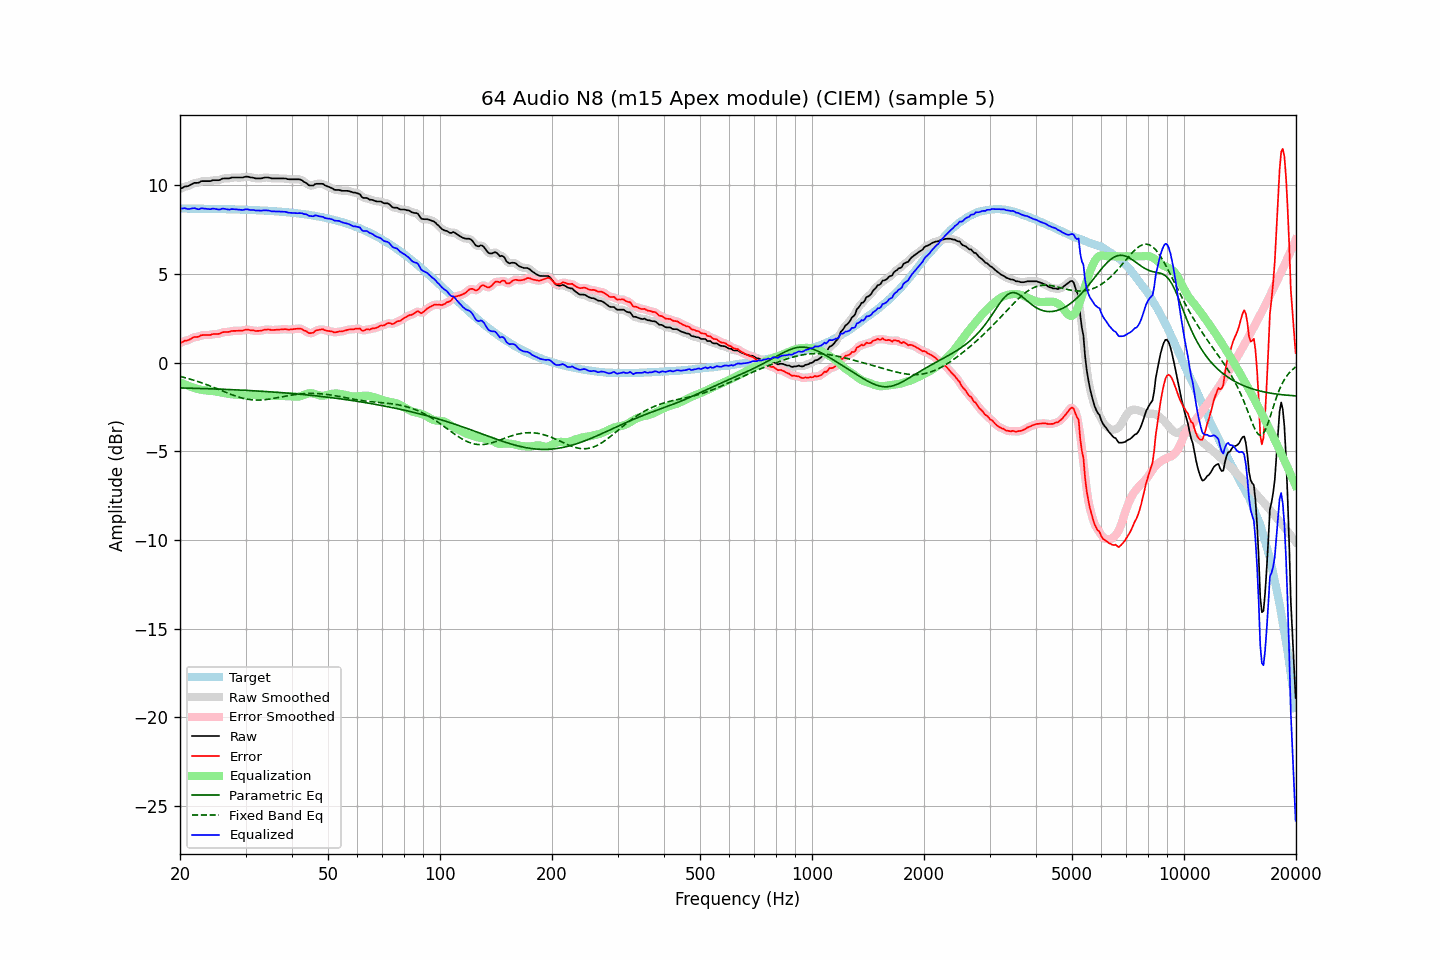 64 Audio N8 (m15 Apex module) (CIEM) (sample 5)
Amplitude (dBr)
10
5
0
−5
−10
−15
−20
−25
Target
Raw Smoothed
Error Smoothed
Raw
Error
Equalization
Parametric Eq
Fixed Band Eq
Equalized
20 50 100 200 500 1000 2000 5000 10000 20000
Frequency (Hz)